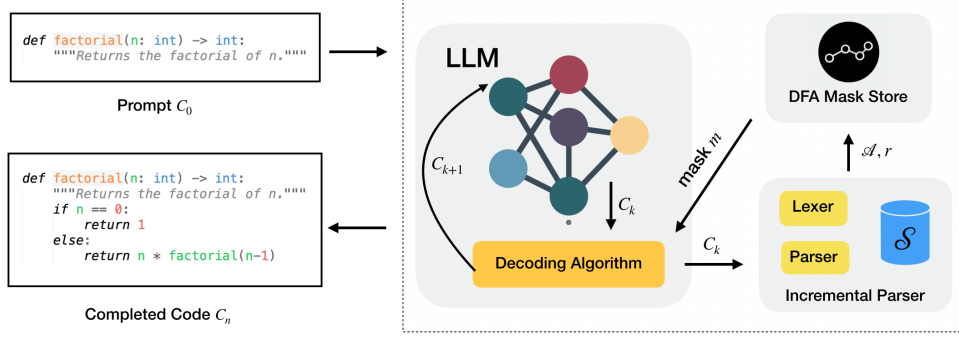 def factorial(n: int) -> int:
"""Returns the factorial of n."""
Prompt C₀
def factorial(n: int) -> int:
"""Returns the factorial of n."""
if n == 0:
return 1
else:
return n * factorial(n-1)
Completed Code Cₙ
LLM
Cₖ₊₁
Cₖ
Decoding Algorithm
mask m
Cₖ
DFA Mask Store
𝒜, r
Lexer
Parser
𝒮
Incremental Parser